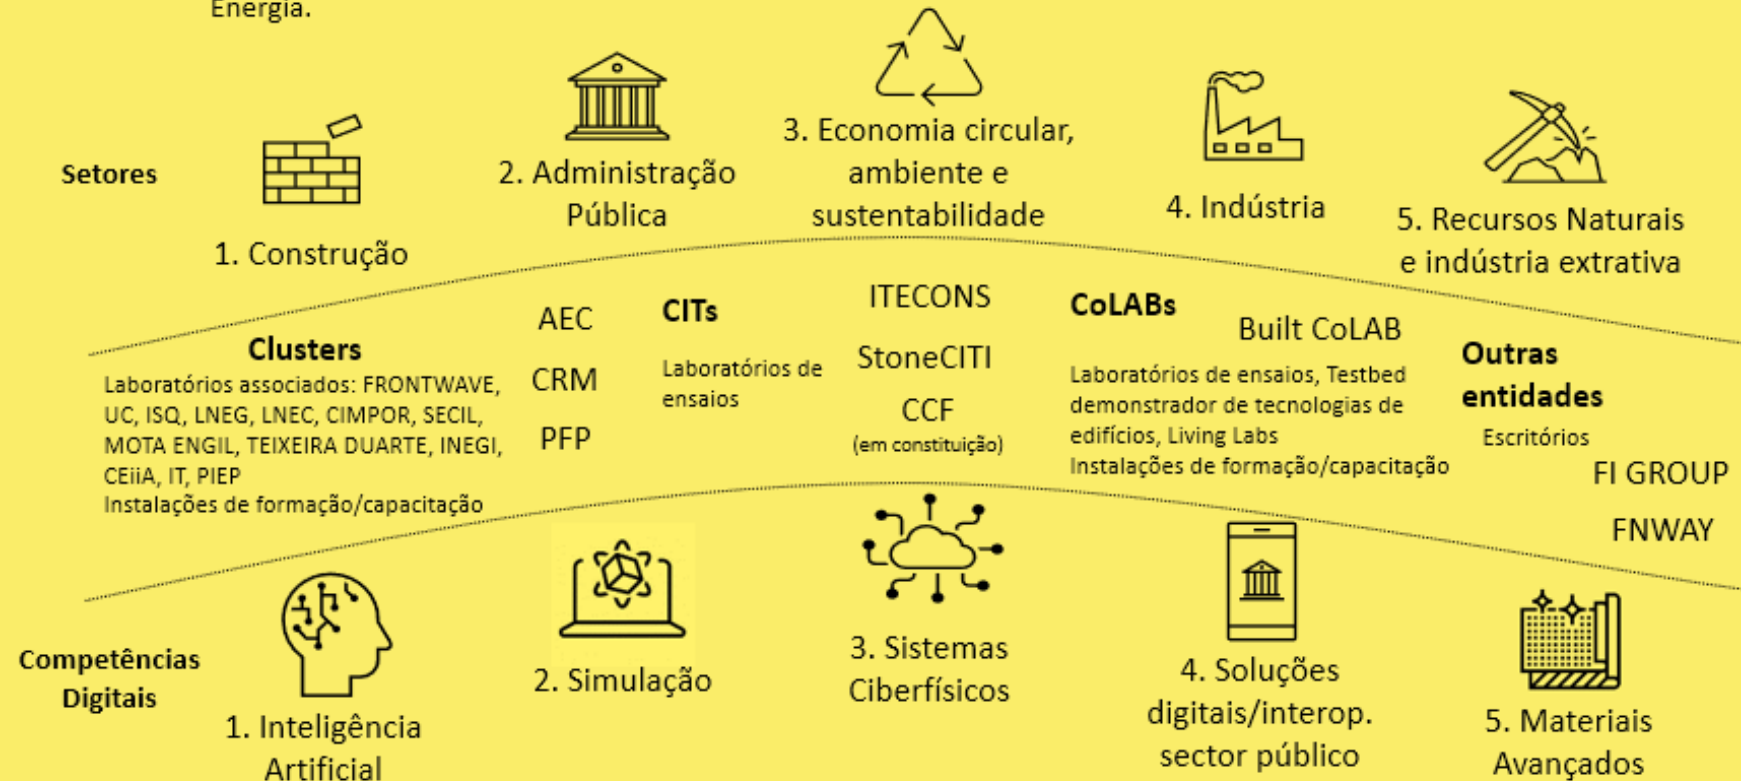 Energia.
Setores
1. Construção
2. Administração
Pública
3. Economia circular,
ambiente e
sustentabilidade
4. Indústria
5. Recursos Naturais
e indústria extrativa
Clusters
Laboratórios associados: FRONTWAVE,
UC, ISQ, LNEG, LNEC, CIMPOR, SECIL,
MOTA ENGIL, TEIXEIRA DUARTE, INEGI,
CEiiA, IT, PIEP
Instalações de formação/capacitação
AEC
CRM
PFP
CITs
Laboratórios de
ensaios
ITECONS
StoneCITI
CCF
(em constituição)
CoLABs
Built CoLAB
Laboratórios de ensaios, Testbed
demonstrador de tecnologias de
edifícios, Living Labs
Instalações de formação/capacitação
Outras
entidades
Escritórios
FI GROUP
FNWAY
Competências
Digitais
1. Inteligência
Artificial
2. Simulação
3. Sistemas
Ciberfísicos
4. Soluções
digitais/interop.
sector público
5. Materiais
Avançados